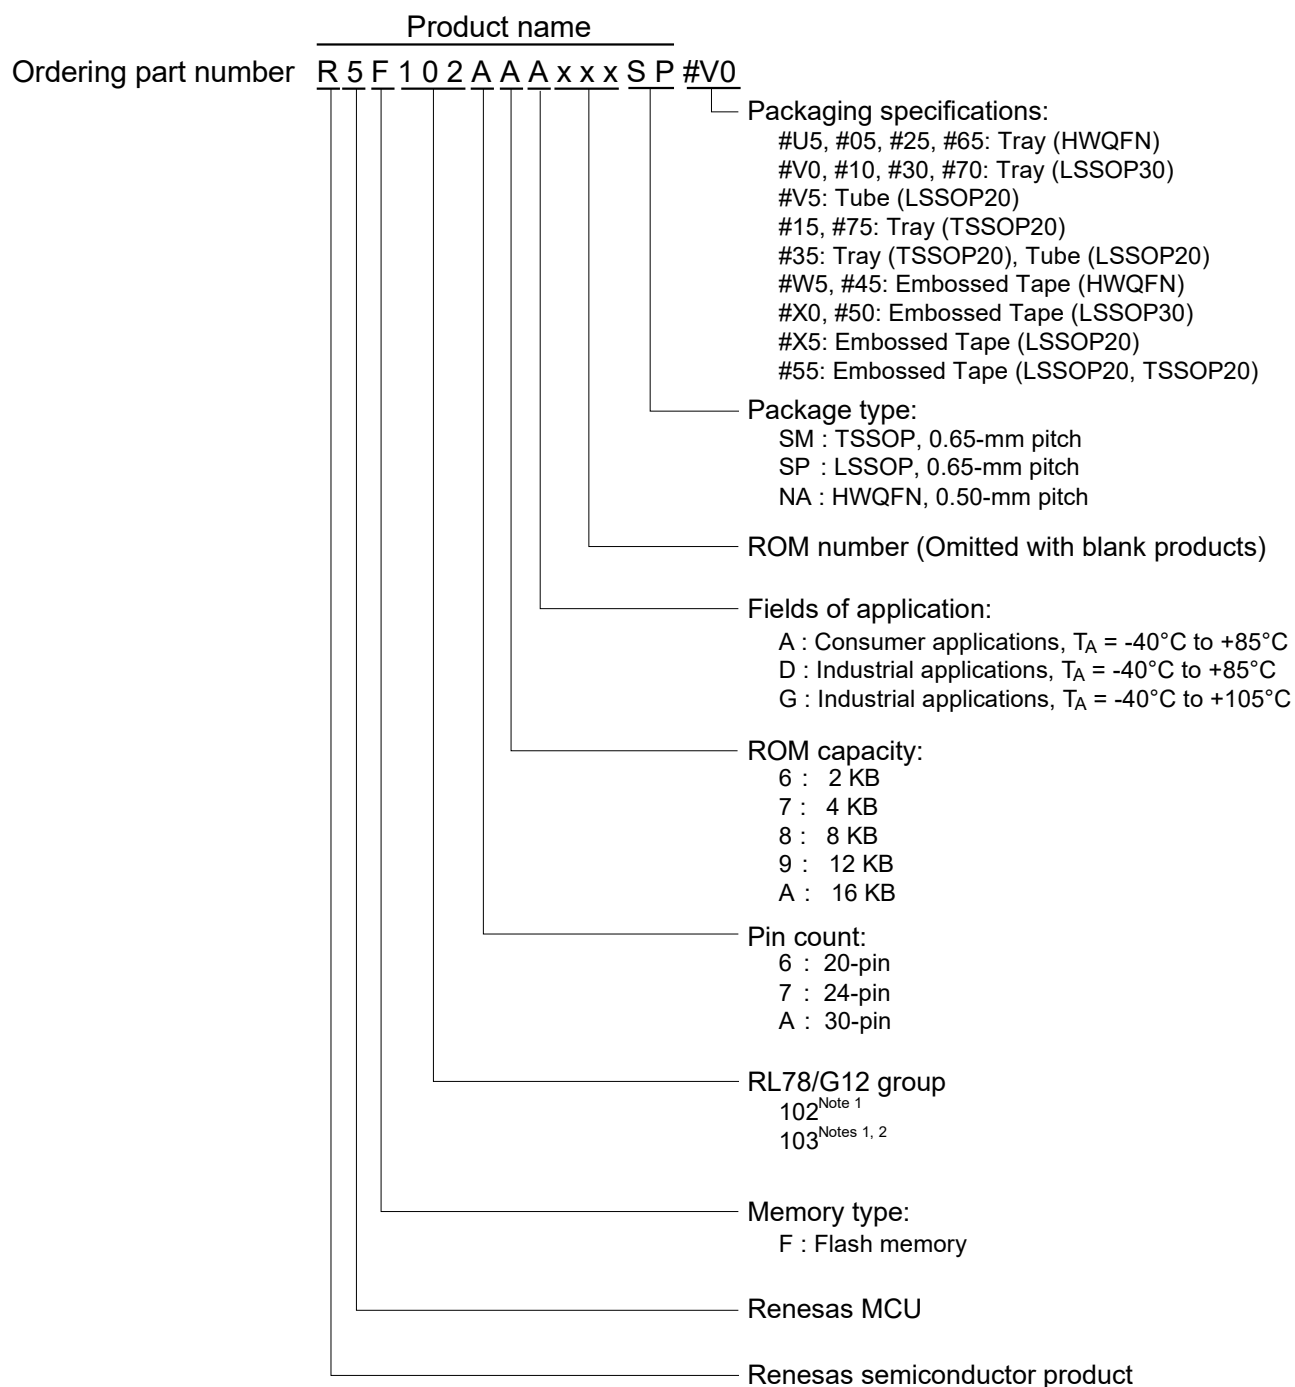 Product name
Ordering part number R 5 F 1 0 2 A A A x x x S P #V0
Packaging specifications:
#U5, #05, #25, #65: Tray (HWQFN)
#V0, #10, #30, #70: Tray (LSSOP30)
#V5: Tube (LSSOP20)
#15, #75: Tray (TSSOP20)
#35: Tray (TSSOP20), Tube (LSSOP20)
#W5, #45: Embossed Tape (HWQFN)
#X0, #50: Embossed Tape (LSSOP30)
#X5: Embossed Tape (LSSOP20)
#55: Embossed Tape (LSSOP20, TSSOP20)
Package type:
SM : TSSOP, 0.65-mm pitch
SP : LSSOP, 0.65-mm pitch
NA : HWQFN, 0.50-mm pitch
ROM number (Omitted with blank products)
Fields of application:
A : Consumer applications, TA = -40°C to +85°C
D : Industrial applications, TA = -40°C to +85°C
G : Industrial applications, TA = -40°C to +105°C
ROM capacity:
6 : 2 KB
7 : 4 KB
8 : 8 KB
9 : 12 KB
A : 16 KB
Pin count:
6 : 20-pin
7 : 24-pin
A : 30-pin
RL78/G12 group
102Note 1
103Notes 1, 2
Memory type:
F : Flash memory
Renesas MCU
Renesas semiconductor product